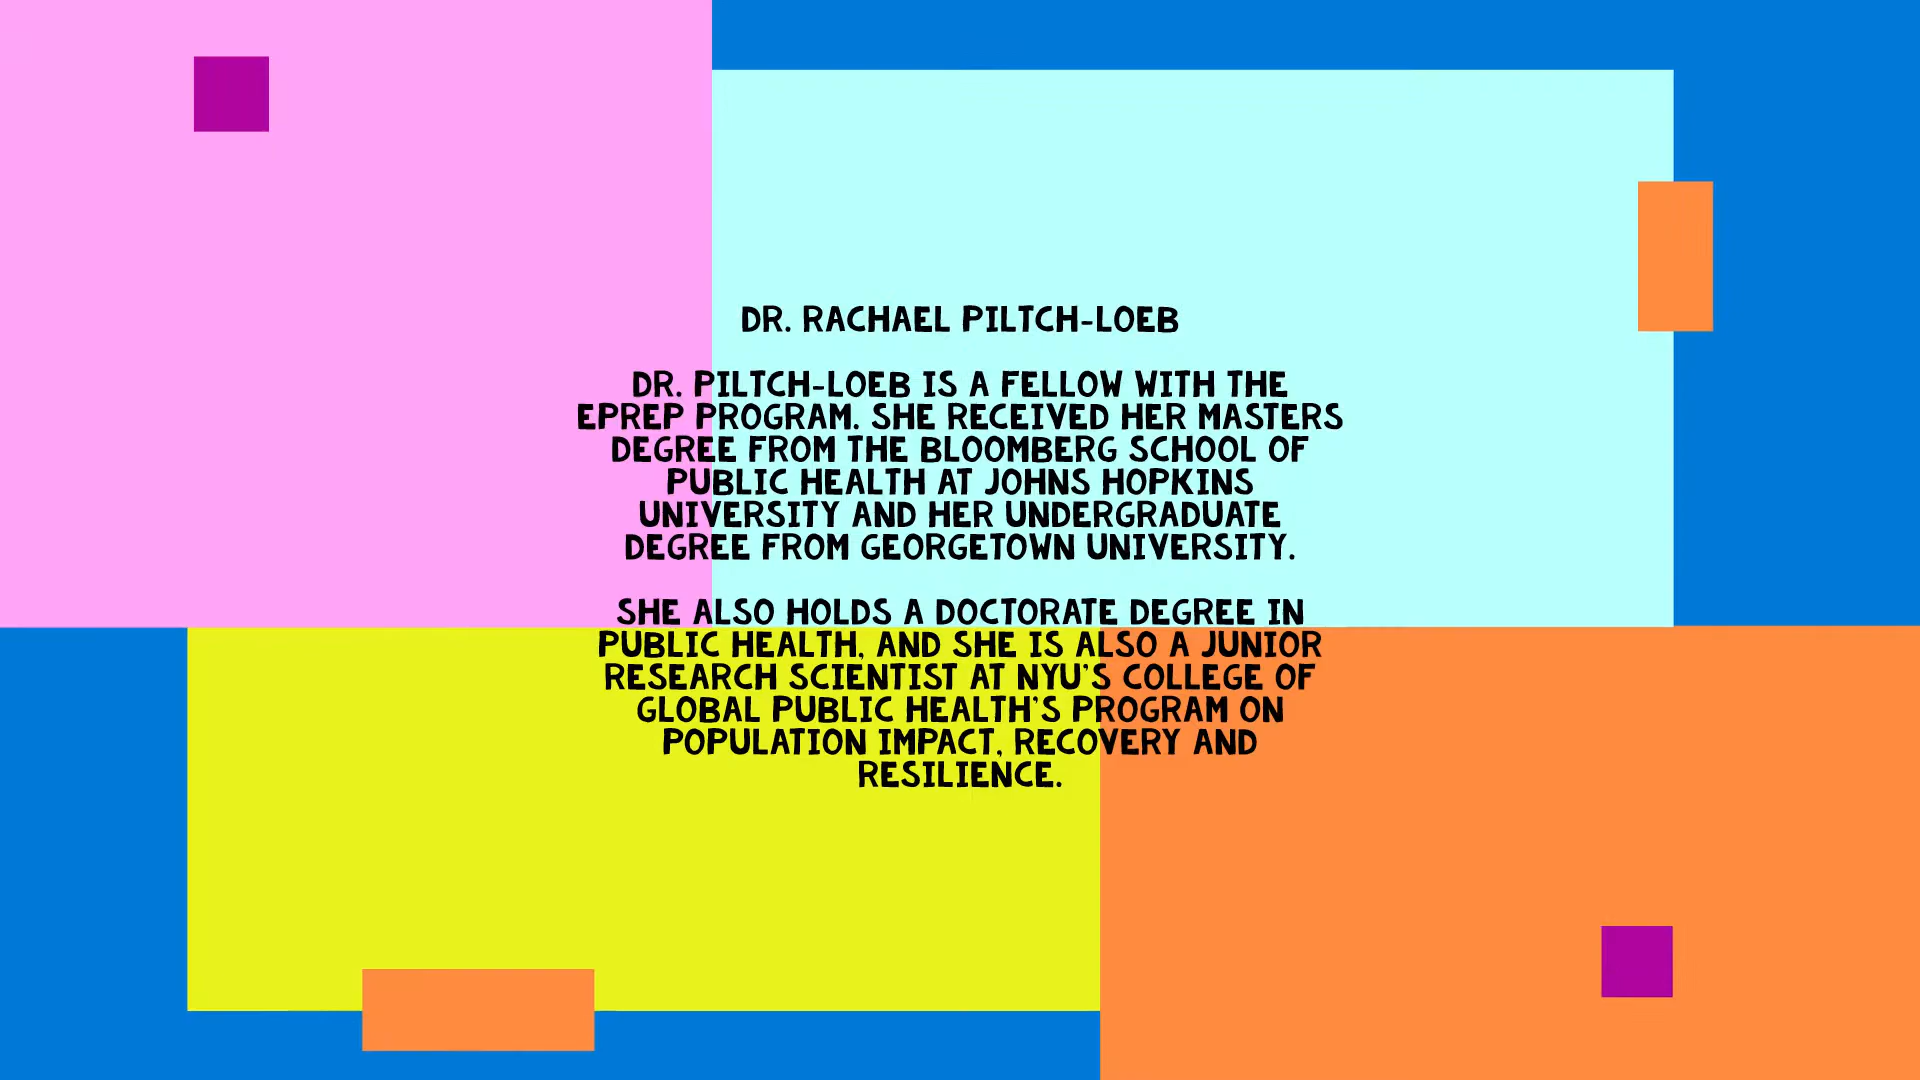 DR. RACHAEL PILTCH-LOEB
DR. PILTCH-LOEB IS A FELLOW WITH THE
EPREP PROGRAM. SHE RECEIVED HER MASTERS
DEGREE FROM THE BLOOMBERG SCHOOL OF
PUBLIC HEALTH AT JOHNS HOPKINS
UNIVERSITY AND HER UNDERGRADUATE
DEGREE FROM GEORGETOWN UNIVERSITY.
SHE ALSO HOLDS A DOCTORATE DEGREE IN
PUBLIC HEALTH, AND SHE IS ALSO A JUNIOR
RESEARCH SCIENTIST AT NYU'S COLLEGE OF
GLOBAL PUBLIC HEALTH'S PROGRAM ON
POPULATION IMPACT, RECOVERY AND
RESILIENCE.